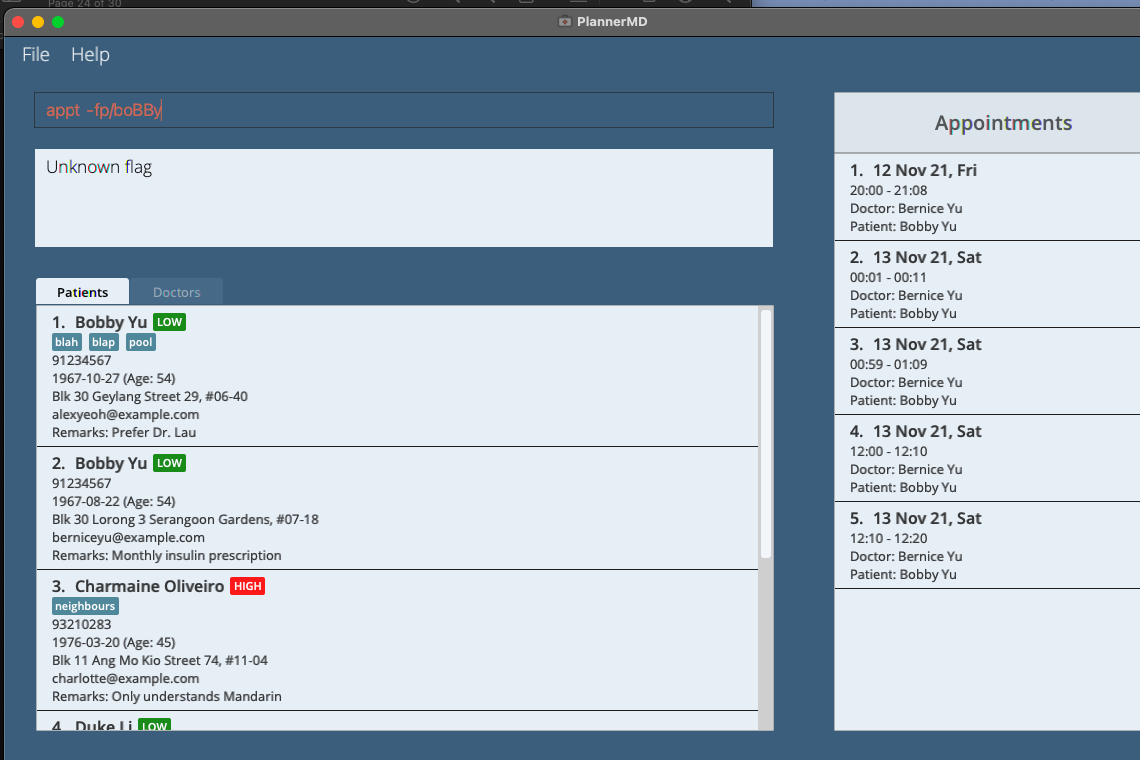 Page 24 of 30
PlannerMD
File Help
appt -fp/boBBy
Unknown flag
Patients Doctors
1. Bobby Yu LOW
blah blap pool
91234567
1967-10-27 (Age: 54)
Blk 30 Geylang Street 29, #06-40
alexyeoh@example.com
Remarks: Prefer Dr. Lau
2. Bobby Yu LOW
91234567
1967-08-22 (Age: 54)
Blk 30 Lorong 3 Serangoon Gardens, #07-18
berniceyu@example.com
Remarks: Monthly insulin prescription
3. Charmaine Oliveiro HIGH
neighbours
93210283
1976-03-20 (Age: 45)
Blk 11 Ang Mo Kio Street 74, #11-04
charlotte@example.com
Remarks: Only understands Mandarin
4. Duke Li LOW
Appointments
1. 12 Nov 21, Fri
20:00 - 21:08
Doctor: Bernice Yu
Patient: Bobby Yu
2. 13 Nov 21, Sat
00:01 - 00:11
Doctor: Bernice Yu
Patient: Bobby Yu
3. 13 Nov 21, Sat
00:59 - 01:09
Doctor: Bernice Yu
Patient: Bobby Yu
4. 13 Nov 21, Sat
12:00 - 12:10
Doctor: Bernice Yu
Patient: Bobby Yu
5. 13 Nov 21, Sat
12:10 - 12:20
Doctor: Bernice Yu
Patient: Bobby Yu